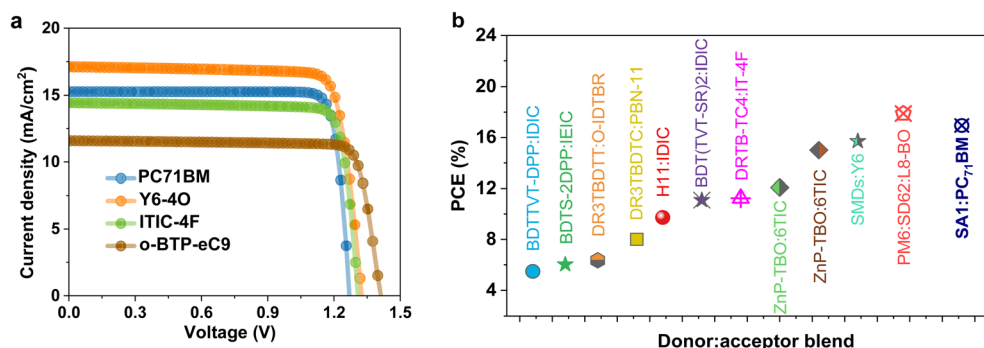 a
Current density (mA/cm²)
20
15
10
5
0
PC71BM
Y6-4O
ITIC-4F
o-BTP-eC9
0.0
0.3
0.6
0.9
1.2
1.5
Voltage (V)
b
PCE (%)
24
20
16
12
8
4
BDTTVT-DPP:IDIC
BDTS-2DPP:IEIC
DR3TBDTT:O-IDTBR
DR3TBDTC:PBN-11
H11:IDIC
BDT(TVT-SR)2:IDIC
DRTB-TC4:IT-4F
ZnP-TBO:6TIC
ZnP-TBO:6TIC
SMDs:Y6
PM6:SD62:L8-BO
SA1:PC₇₁BM
Donor:acceptor blend